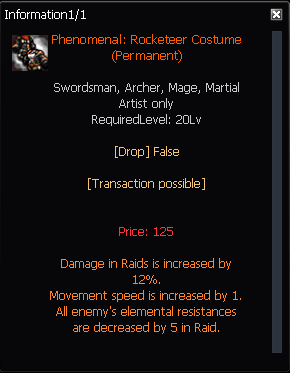 Information1/1
Phenomenal: Rocketeer Costume
(Permanent)
Swordsman, Archer, Mage, Martial
Artist only
RequiredLevel: 20Lv
[Drop] False
[Transaction possible]
Price: 125
Damage in Raids is increased by
12%.
Movement speed is increased by 1.
All enemy's elemental resistances
are decreased by 5 in Raid.